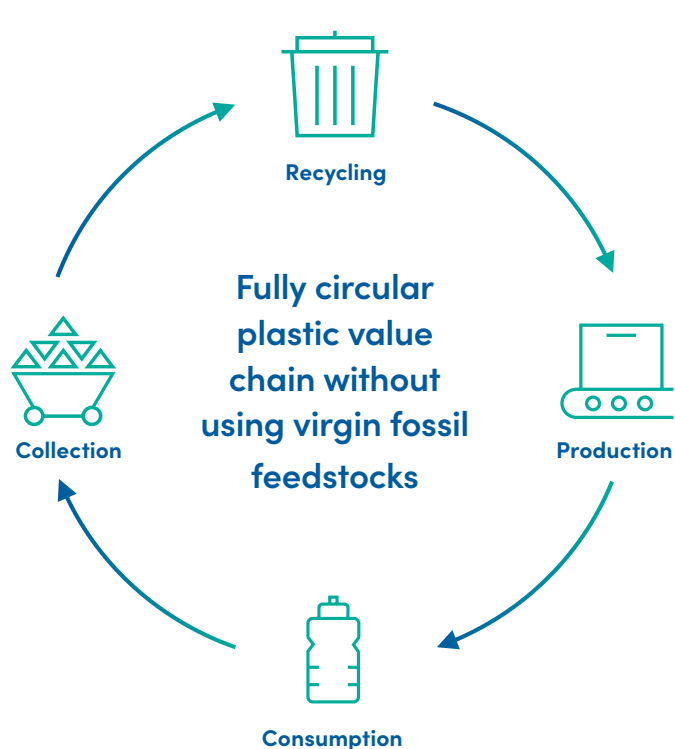 Recycling
Fully circular
plastic value
chain without
using virgin fossil
feedstocks
Collection
Production
Consumption